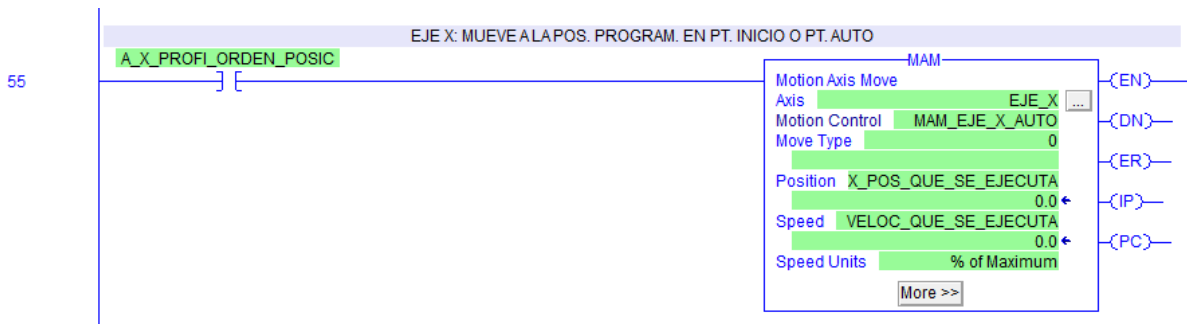 EJE X: MUEVE A LA POS. PROGRAM. EN PT. INICIO O PT. AUTO
A_X_PROFI_ORDEN_POSIC
55
MAM
Motion Axis Move
Axis EJE_X ...
Motion Control MAM_EJE_X_AUTO
Move Type 0
Position X_POS_QUE_SE_EJECUTA
0.0
Speed VELOC_QUE_SE_EJECUTA
0.0
Speed Units % of Maximum
More >>
EN
DN
ER
IP
PC